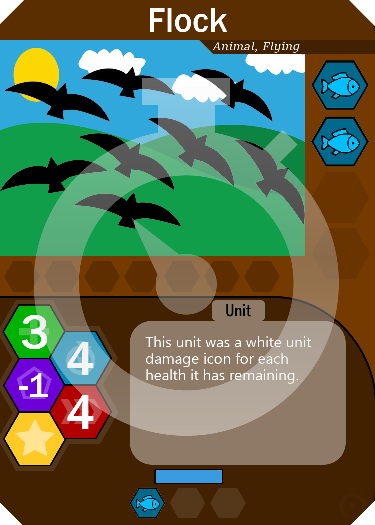 Flock
Animal, Flying
Unit
3
4
-1
4
This unit was a white unit
damage icon for each
health it has remaining.